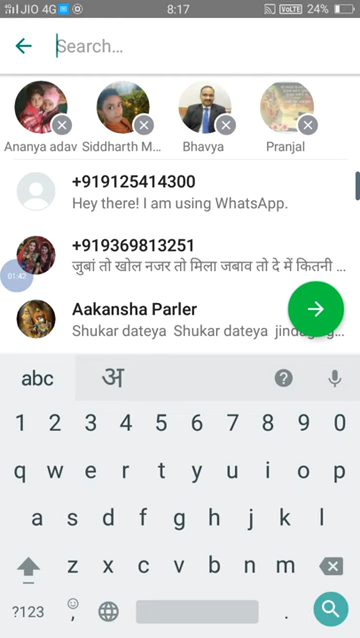 JIO 4G VoLTE 8:17 24%
Search...
Ananya adav Siddharth M... Bhavya Pranjal
+919125414300
Hey there! I am using WhatsApp.
+919369813251
जुबां तो खोल नजर तो मिला जबाव तो दे में कितनी ...
01:42
Aakansha Parler
Shukar dateya Shukar dateya
abc अ ?
1 2 3 4 5 6 7 8 9 0
q w e r t y u i o p
a s d f g h j k l
z x c v b n m
?123 , .